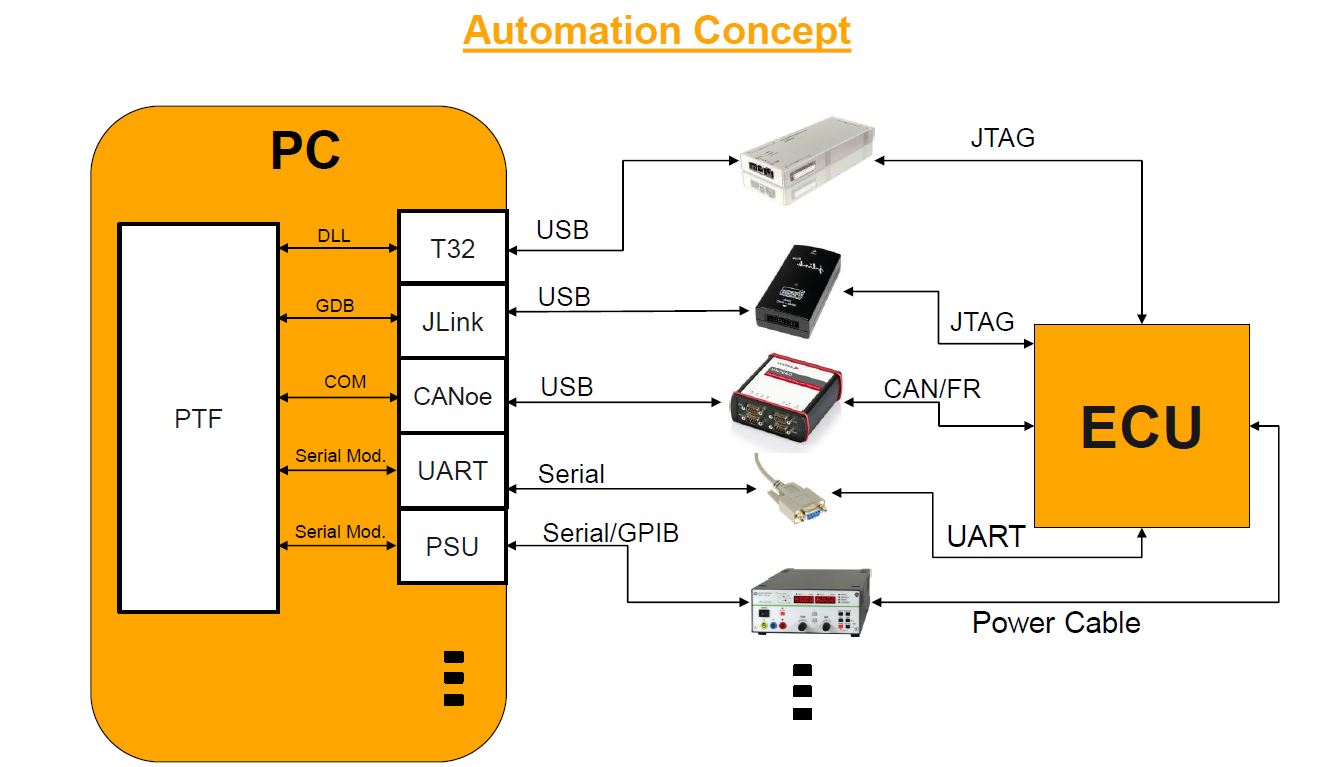 Automation Concept
PC
PTF
DLL
GDB
COM
Serial Mod.
Serial Mod.
T32
JLink
CANoe
UART
PSU
USB
USB
USB
Serial
Serial/GPIB
JTAG
JTAG
CAN/FR
UART
Power Cable
ECU